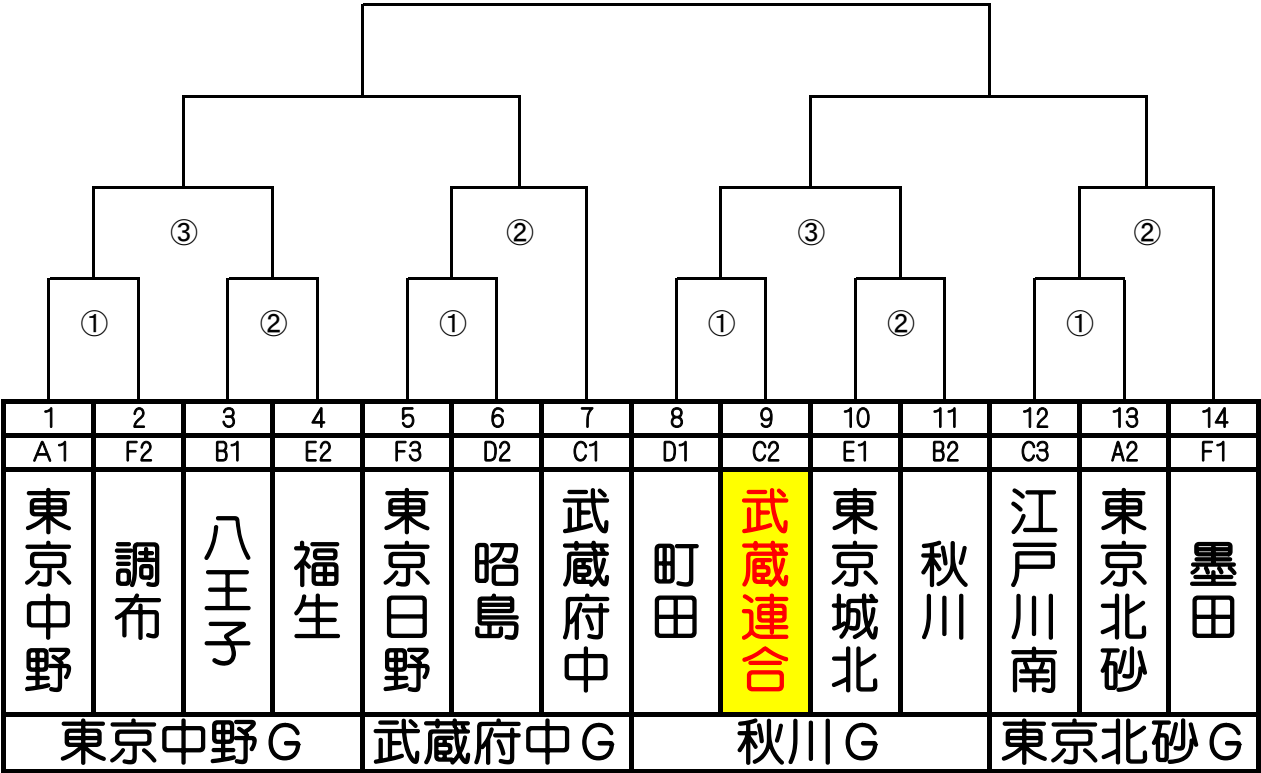 ③ ② ③ ②
① ② ① ① ② ①
1 2 3 4 5 6 7 8 9 10 11 12 13 14
A1 F2 B1 E2 F3 D2 C1 D1 C2 E1 B2 C3 A2 F1
東京中野
調布
八王子
福生
東京日野
昭島
武蔵府中
町田
武蔵連合
東京城北
秋川
江戸川南
東京北砂
墨田
東京中野G 武蔵府中G 秋川G 東京北砂G